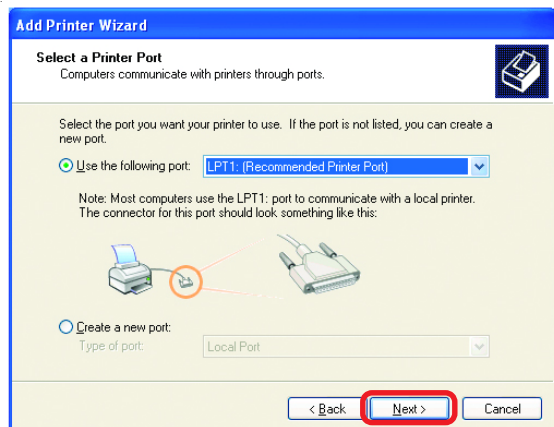 Add Printer Wizard
Select a Printer Port
Computers communicate with printers through ports.
Select the port you want your printer to use. If the port is not listed, you can create a
new port.
Use the following port: LPT1: (Recommended Printer Port)
Note: Most computers use the LPT1: port to communicate with a local printer.
The connector for this port should look something like this:
Create a new port:
Type of port: Local Port
< Back Next > Cancel